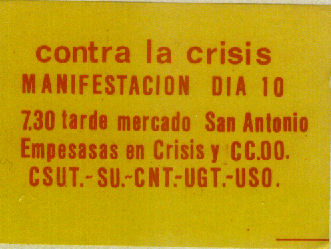 contra la crisis
MANIFESTACION DIA 10
7.30 tarde mercado San Antonio
Empesasas en Crisis y CC.OO.
CSUT.-SU.-CNT.-UGT.-USO.